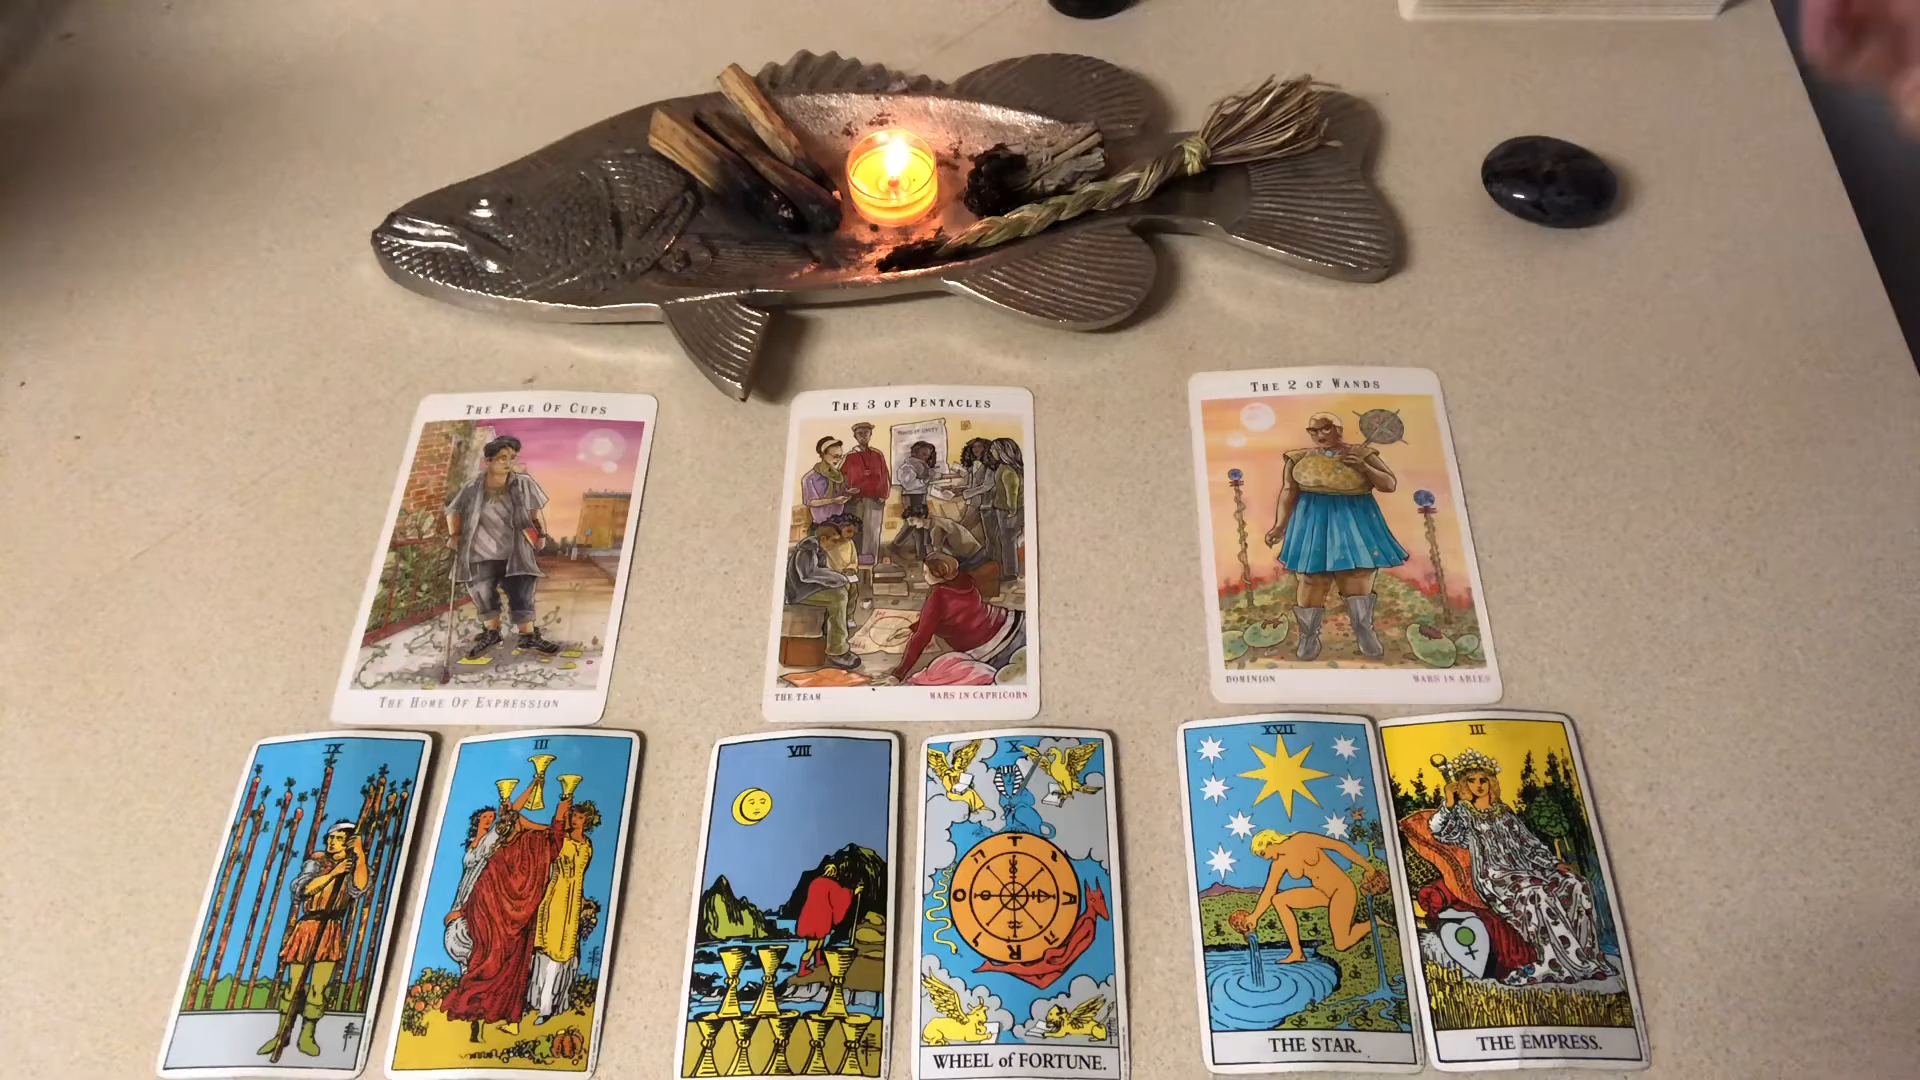 THE PAGE OF CUPS
THE HOME OF EXPRESSION
THE 3 OF PENTACLES
THE TEAM
MARS IN CAPRICORN
THE 2 OF WANDS
DOMINION
MARS IN ARIES
IX
III
VIII
X
T
A
R
O
WHEEL of FORTUNE.
XVII
THE STAR.
III
THE EMPRESS.